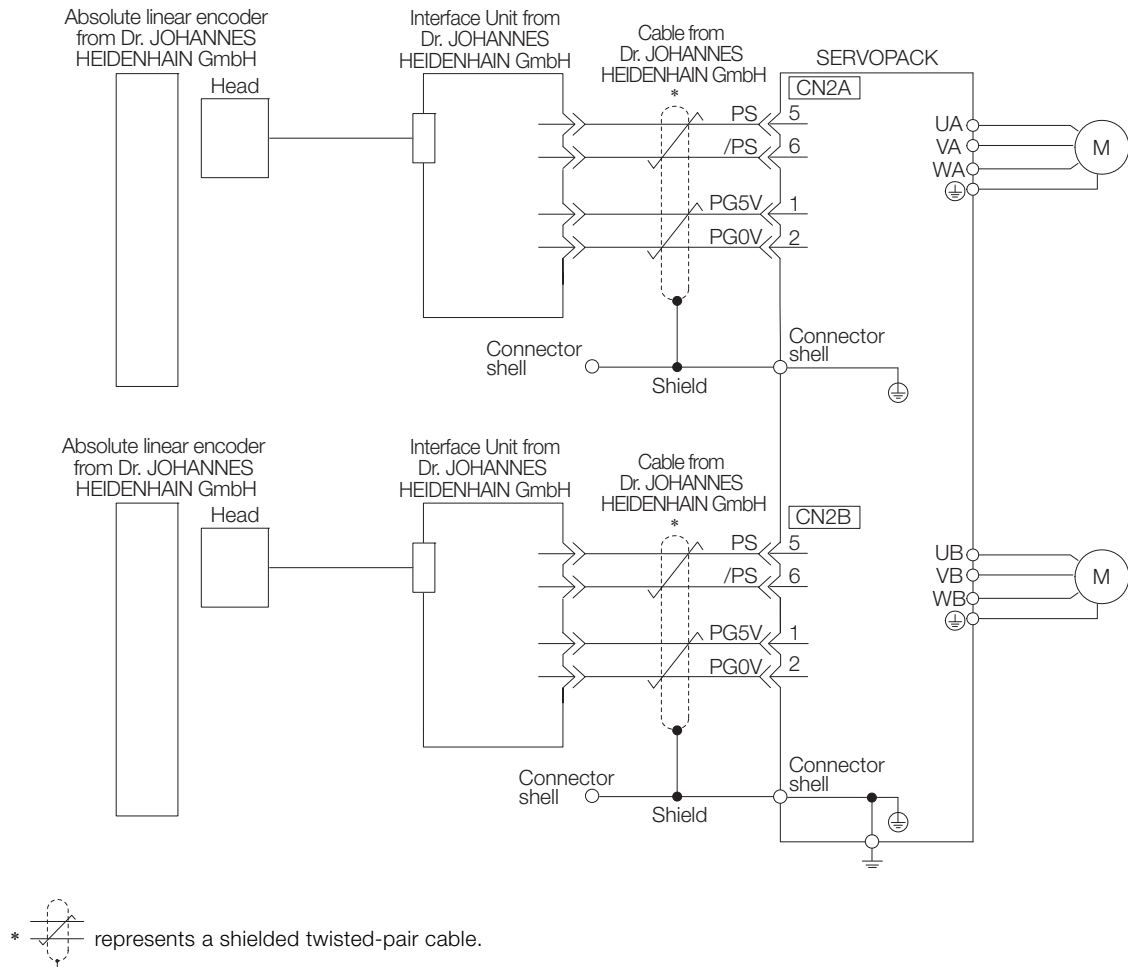 Absolute linear encoder
from Dr. JOHANNES
HEIDENHAIN GmbH
Head
Interface Unit from
Dr. JOHANNES
HEIDENHAIN GmbH
Cable from
Dr. JOHANNES
HEIDENHAIN GmbH
*
SERVOPACK
CN2A
PS
5
/PS
6
PG5V
1
PG0V
2
UA
VA
WA
M
Connector
shell
Shield
Connector
shell
Absolute linear encoder
from Dr. JOHANNES
HEIDENHAIN GmbH
Head
Interface Unit from
Dr. JOHANNES
HEIDENHAIN GmbH
Cable from
Dr. JOHANNES
HEIDENHAIN GmbH
*
CN2B
PS
5
/PS
6
PG5V
1
PG0V
2
UB
VB
WB
M
Connector
shell
Shield
Connector
shell
* represents a shielded twisted-pair cable.